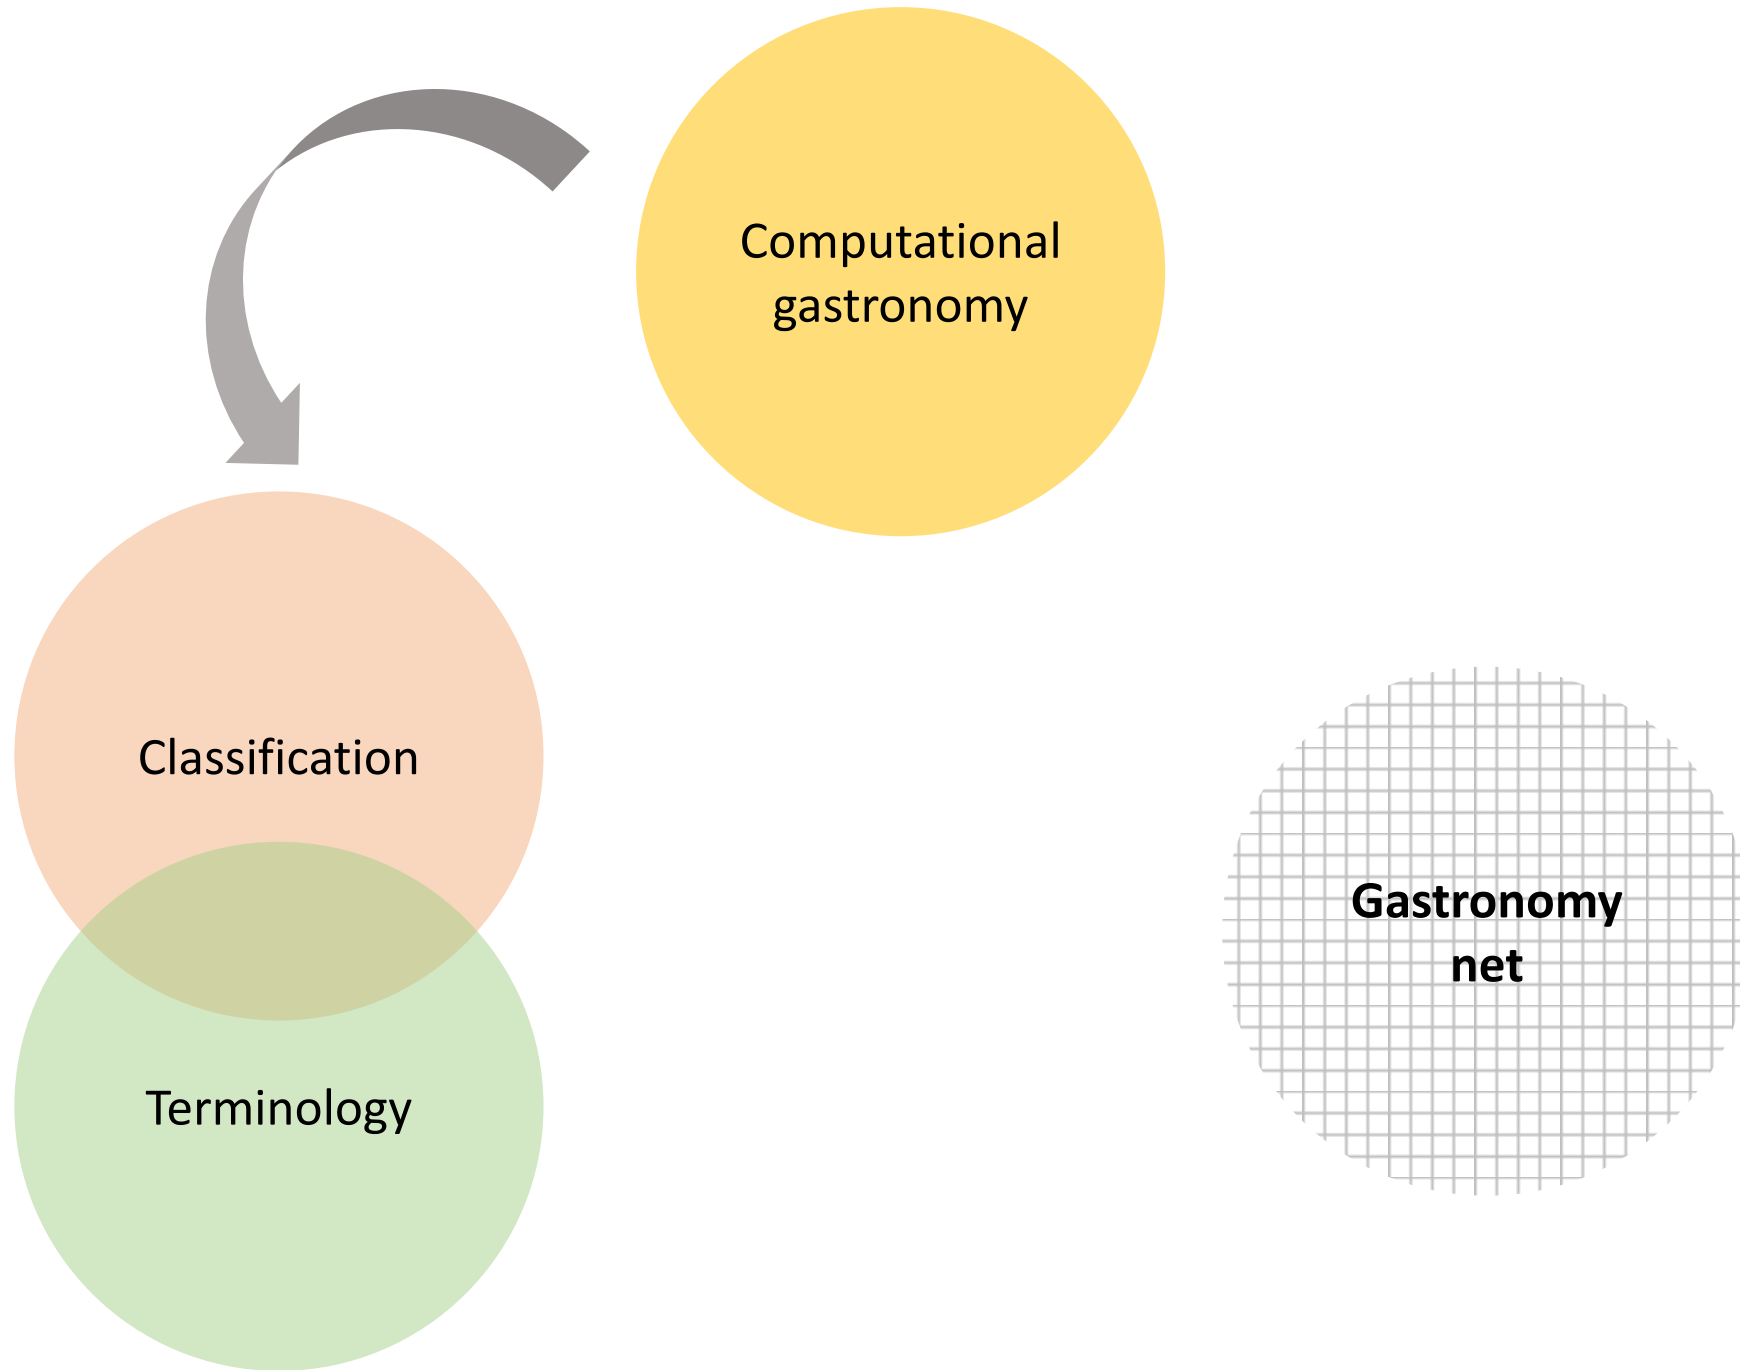 Computational
gastronomy
Classification
Terminology
Gastronomy
net